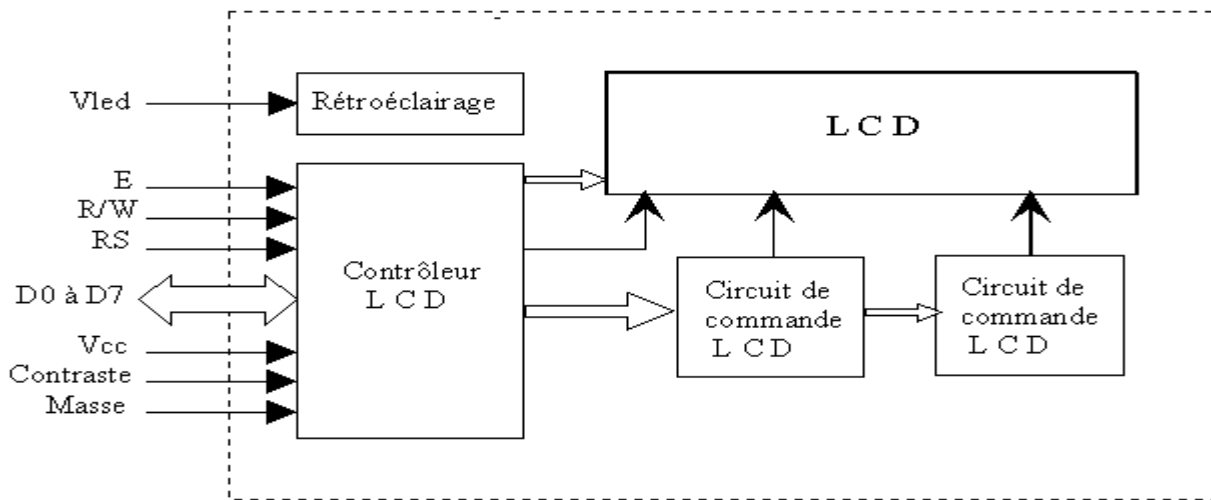 Vled
Rétroéclairage
L C D
E
R/W
RS
D0 à D7
Vcc
Contraste
Masse
Contrôleur
L C D
Circuit de
commande
L C D
Circuit de
commande
L C D